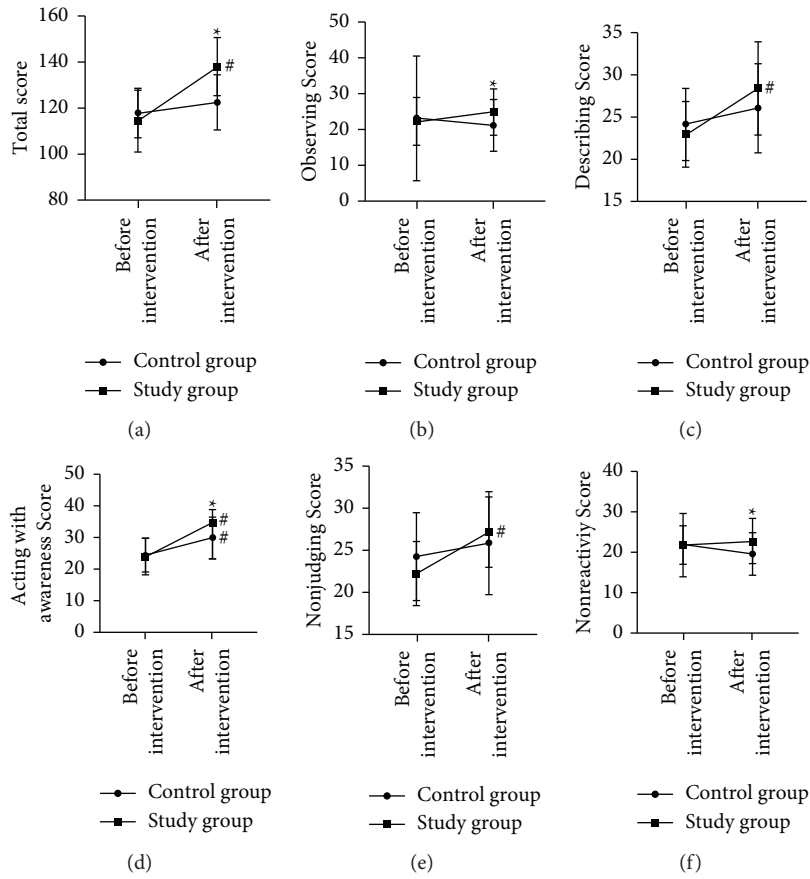 Total score
160
140
120
100
80
*
#
Before
intervention
After
intervention
Control group
Study group
(a)
Observing Score
50
40
30
20
10
0
*
Before
intervention
After
intervention
Control group
Study group
(b)
Describing Score
35
30
25
20
15
#
Before
intervention
After
intervention
Control group
Study group
(c)
Acting with
awareness Score
50
40
30
20
10
0
*
#
#
Before
intervention
After
intervention
Control group
Study group
(d)
Nonjudging Score
35
30
25
20
15
#
Before
intervention
After
intervention
Control group
Study group
(e)
Nonreactiviy Score
40
30
20
10
0
*
Before
intervention
After
intervention
Control group
Study group
(f)